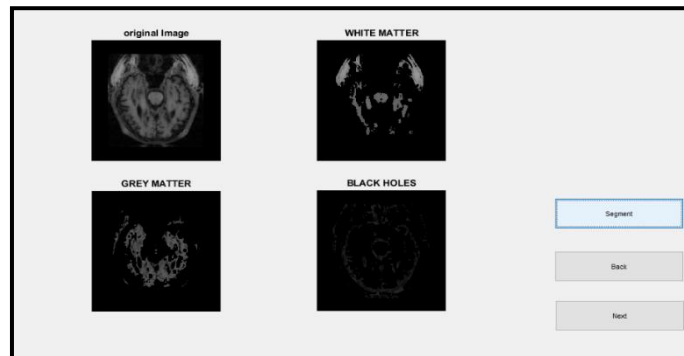 original Image
WHITE MATTER
GREY MATTER
BLACK HOLES
Segment
Back
Next